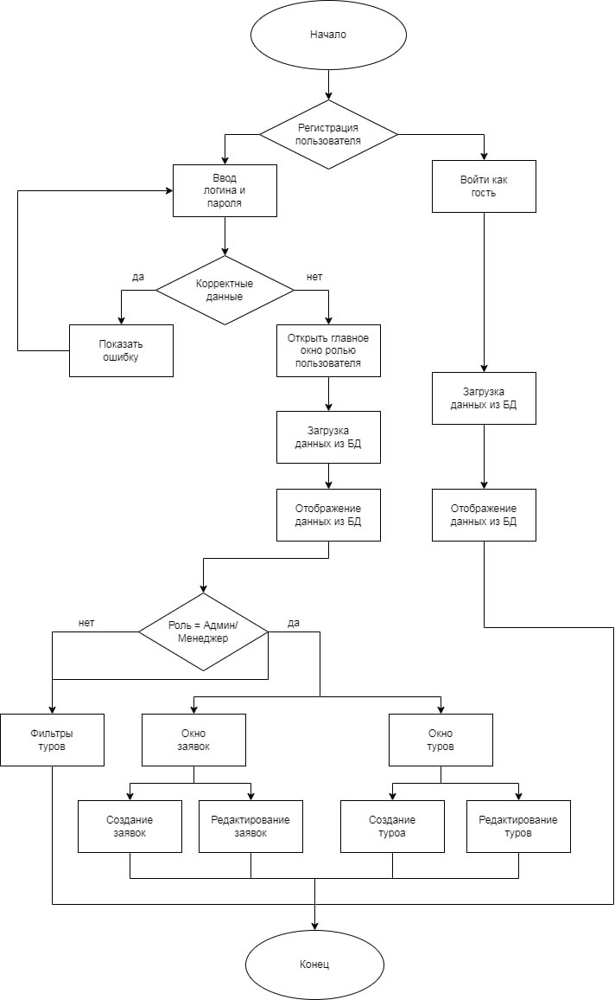 Начало
Регистрация
пользователя
Ввод
логина и
пароля
Войти как
гость
да
Корректные
данные
нет
Показать
ошибку
Открыть главное
окно ролью
пользователя
Загрузка
данных из БД
Загрузка
данных из БД
Отображение
данных из БД
Отображение
данных из БД
нет
Роль = Админ/
Менеджер
да
Фильтры
туров
Окно
заявок
Окно
туров
Создание
заявок
Редактирование
заявок
Создание
туроа
Редактирование
туров
Конец